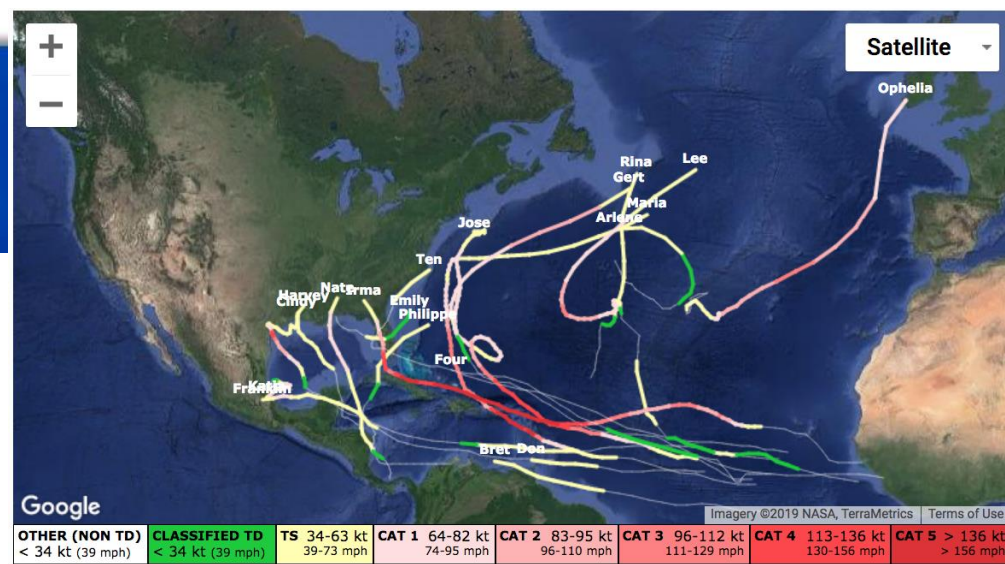 +
Satellite
−
Ophelia
Rina
Lee
Gert
Maria
Arlene
Jose
Ten
Nate
Irma
Harvey
Cindy
Emily
Philippe
Four
Katia
Franklin
Bret
Don
Google
Imagery ©2019 NASA, TerraMetrics
Terms of Use
OTHER (NON TD)
< 34 kt (39 mph)
CLASSIFIED TD
< 34 kt (39 mph)
TS 34-63 kt
39-73 mph
CAT 1 64-82 kt
74-95 mph
CAT 2 83-95 kt
96-110 mph
CAT 3 96-112 kt
111-129 mph
CAT 4 113-136 kt
130-156 mph
CAT 5 > 136 kt
> 156 mph